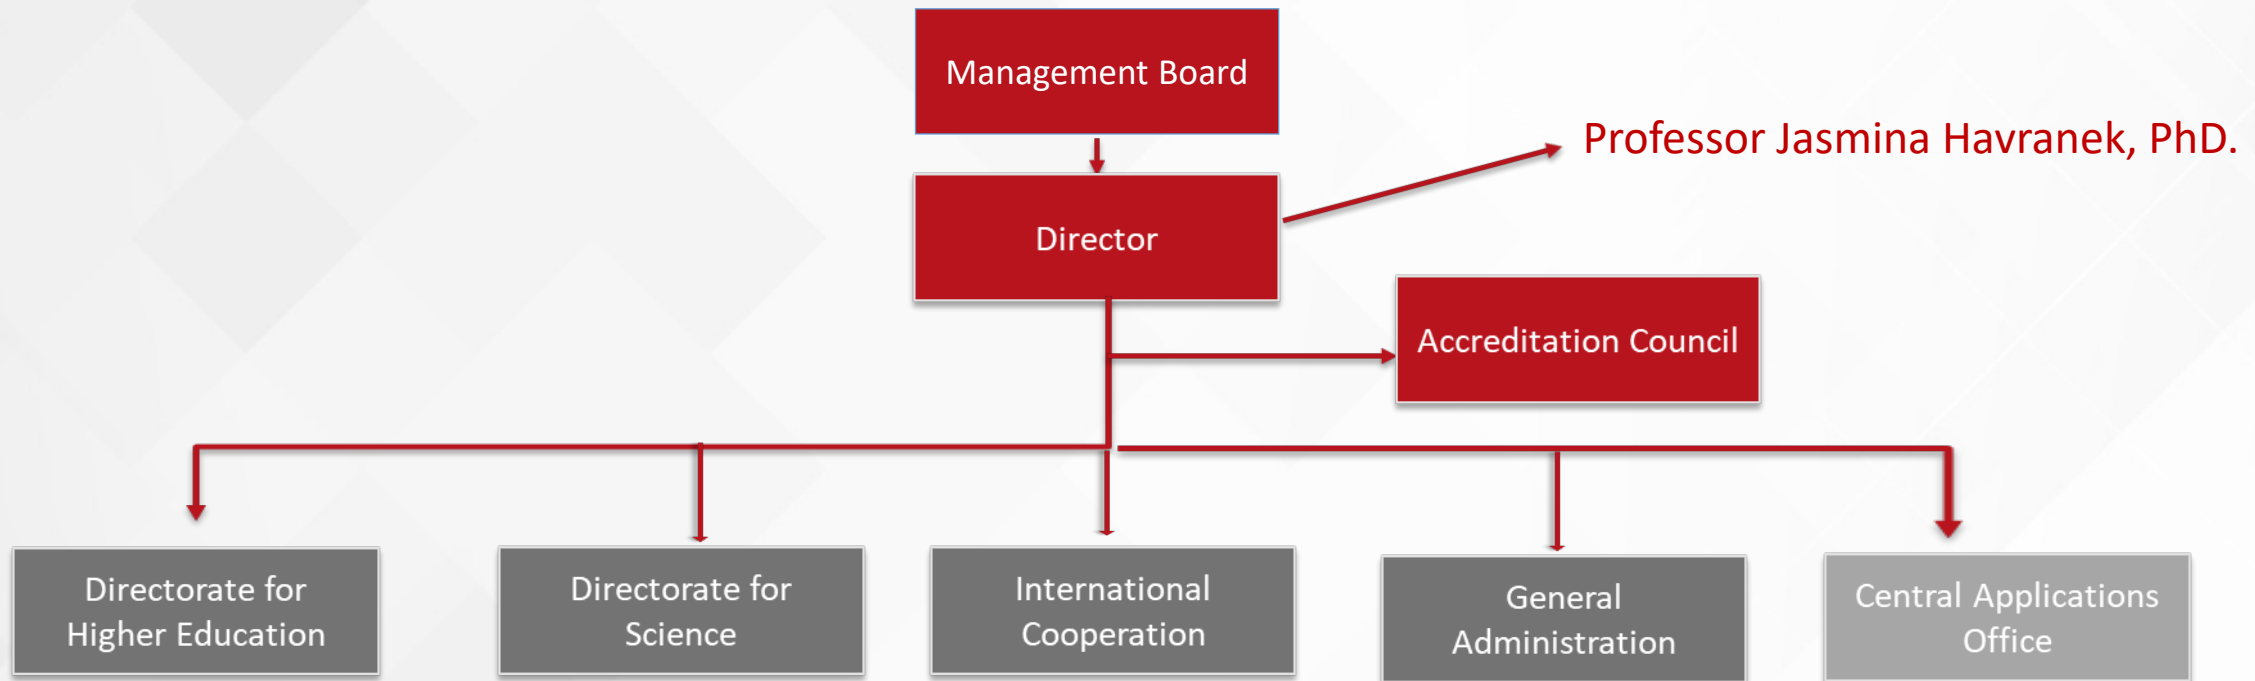 Management Board
Professor Jasmina Havranek, PhD.
Director
Accreditation Council
Directorate for
Higher Education
Directorate for
Science
International
Cooperation
General
Administration
Central Applications
Office